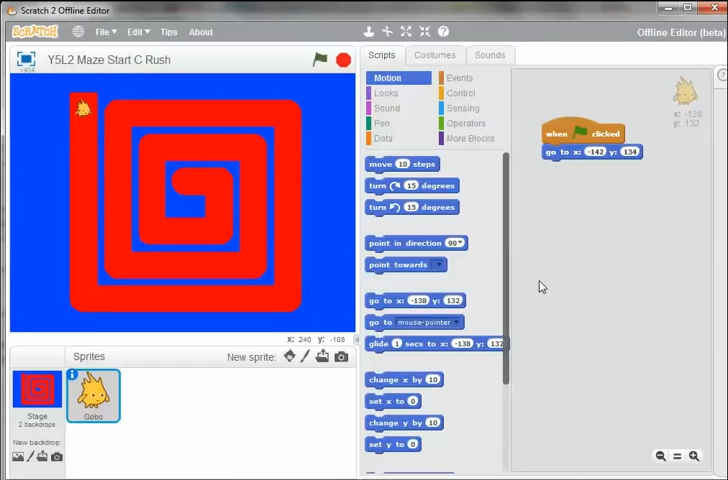 Scratch 2 Offline Editor
SCRATCH File Edit Tips About Offline Editor (beta)
v404 Y5L2 Maze Start C Rush
Scripts Costumes Sounds
Motion Events
Looks Control
Sound Sensing
Pen Operators
Data More Blocks
x: -138
y: 132
when clicked
go to x: -142 y: 134
move 10 steps
turn 15 degrees
turn 15 degrees
point in direction 90
point towards
go to x: -138 y: 132
go to mouse-pointer
glide 1 secs to x: -138 y: 132
change x by 10
set x to 0
change y by 10
set y to 0
x: 240 y: -108
Sprites New sprite:
Stage
2 backdrops
New backdrop:
Gobo